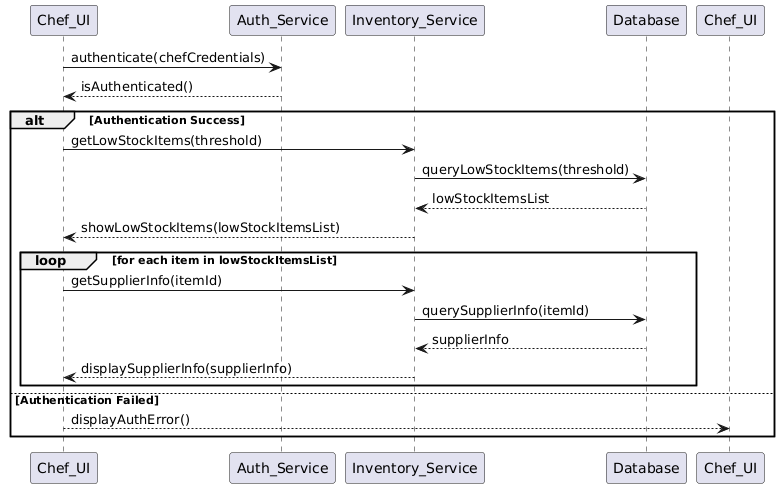 Chef_UI Auth_Service Inventory_Service Database Chef_UI
authenticate(chefCredentials)
isAuthenticated()
alt [Authentication Success]
getLowStockItems(threshold)
queryLowStockItems(threshold)
lowStockItemsList
showLowStockItems(lowStockItemsList)
loop [for each item in lowStockItemsList]
getSupplierInfo(itemId)
querySupplierInfo(itemId)
supplierInfo
displaySupplierInfo(supplierInfo)
[Authentication Failed]
displayAuthError()
Chef_UI Auth_Service Inventory_Service Database Chef_UI